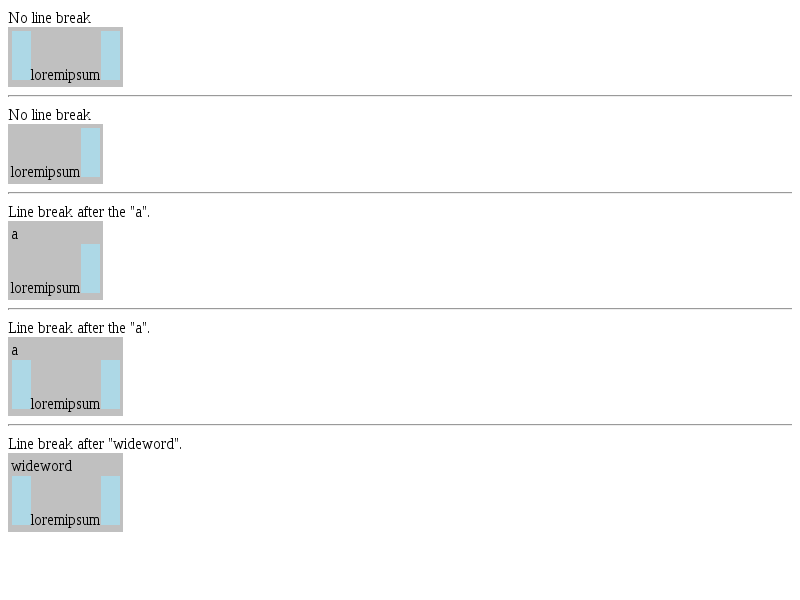 No line break
loremipsum
No line break
loremipsum
Line break after the "a".
a
loremipsum
Line break after the "a".
a
loremipsum
Line break after "wideword".
wideword
loremipsum